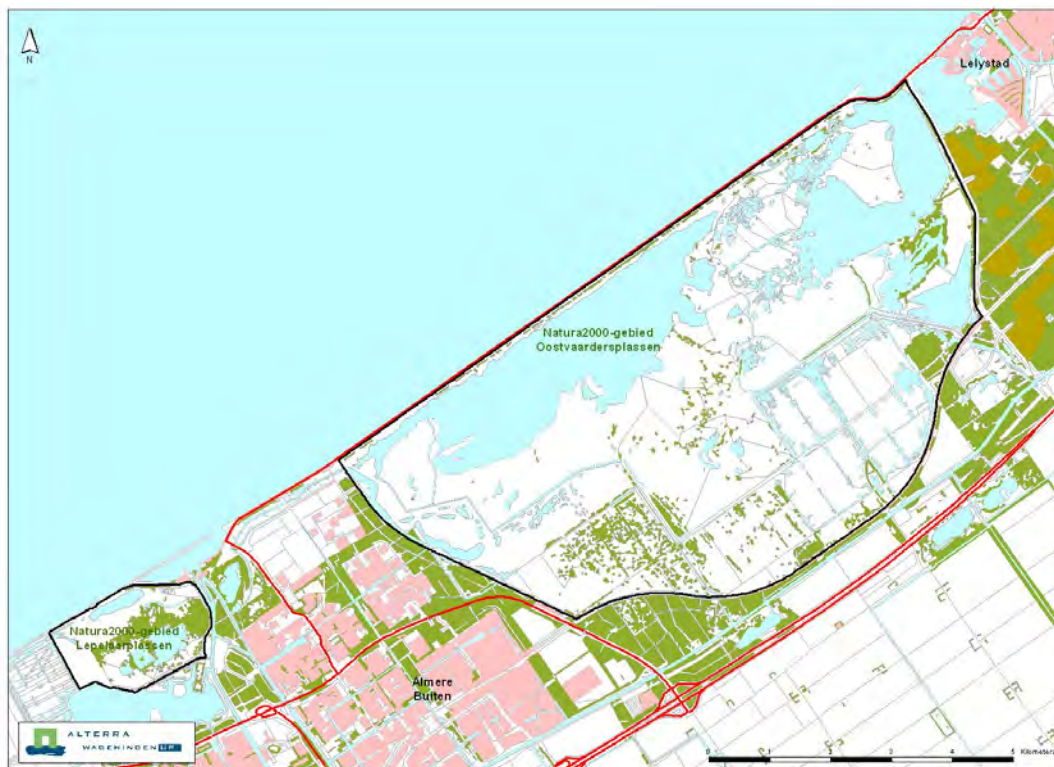 N
Lelystad
Natura2000-gebied
Oostvaardersplassen
Natura2000-gebied
Lepelaarplassen
Almere
Buiten
ALTERRA
WAGENINGEN UR
0 1 2 3 4 5 Kilometers